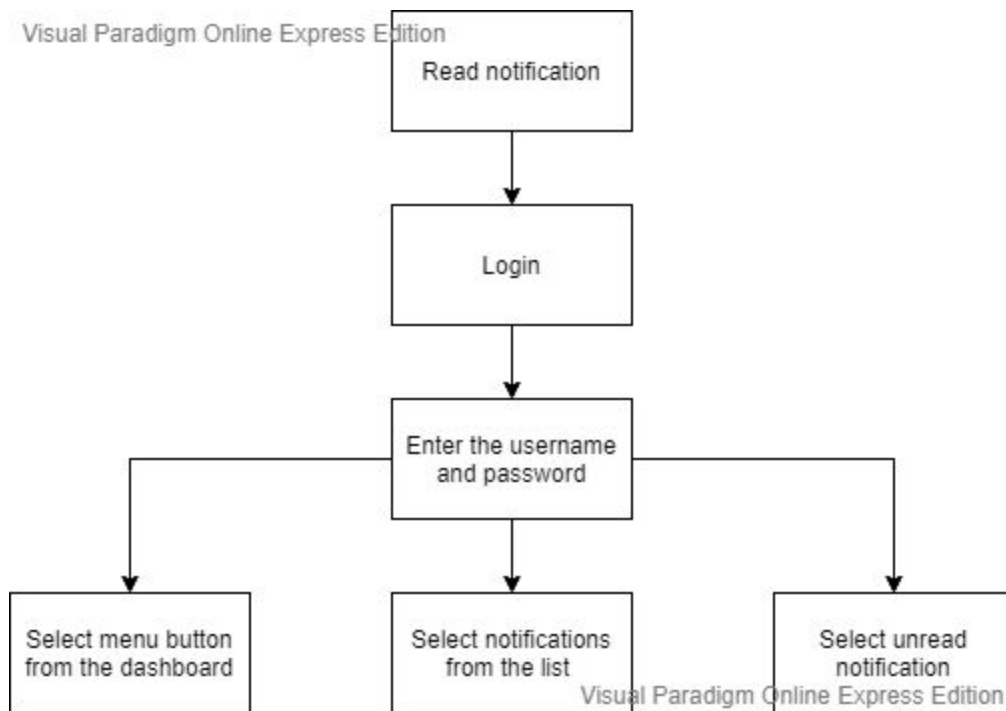 Visual Paradigm Online Express Edition
Read notification
Login
Enter the username
and password
Select menu button
from the dashboard
Select notifications
from the list
Select unread
notification
Visual Paradigm Online Express Edition